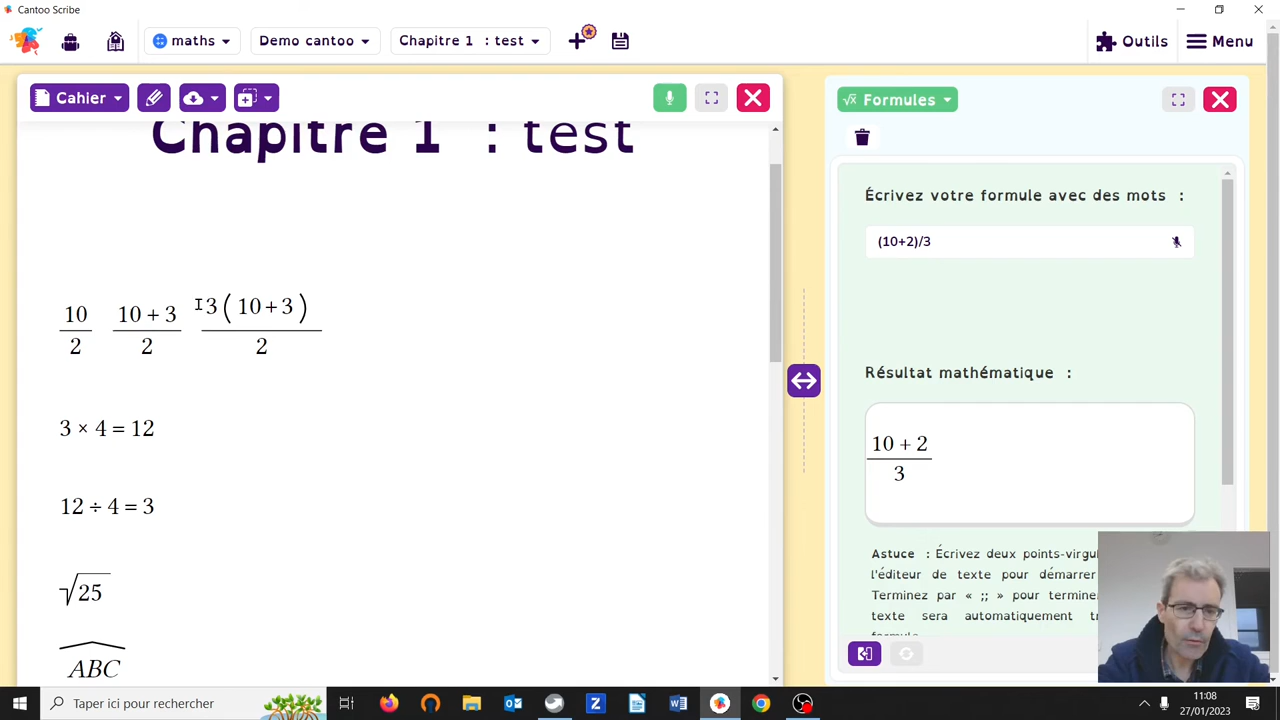 Cantoo Scribe
maths Demo cantoo Chapitre 1 : test Outils Menu
Cahier
Chapitre 1 : test
10/2 (10 + 3)/2 3(10 + 3)/2
3 × 4 = 12
12 ÷ 4 = 3
√25
ABC
√x Formules
Écrivez votre formule avec des mots :
(10+2)/3
Résultat mathématique :
10 + 2
3
Astuce : Écrivez deux points-virgu
l'éditeur de texte pour démarrer
Terminez par « ;; » pour termine
texte sera automatiquement tr
Taper ici pour rechercher
11:08
27/01/2023